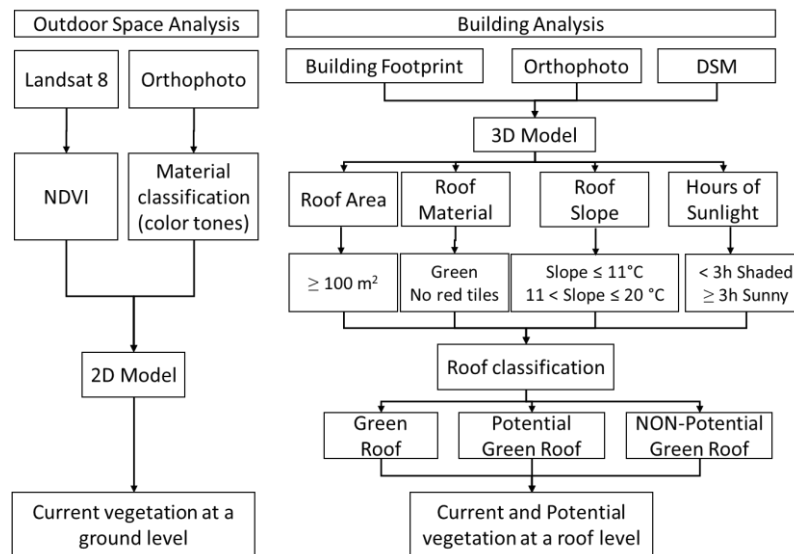 Outdoor Space Analysis
Landsat 8
Orthophoto
NDVI
Material
classification
(color tones)
2D Model
Current vegetation at a
ground level
Building Analysis
Building Footprint
Orthophoto
DSM
3D Model
Roof Area
Roof
Material
Roof
Slope
Hours of
Sunlight
≥ 100 m²
Green
No red tiles
Slope ≤ 11°C
11 < Slope ≤ 20 °C
< 3h Shaded
≥ 3h Sunny
Roof classification
Green
Roof
Potential
Green Roof
NON-Potential
Green Roof
Current and Potential
vegetation at a roof level